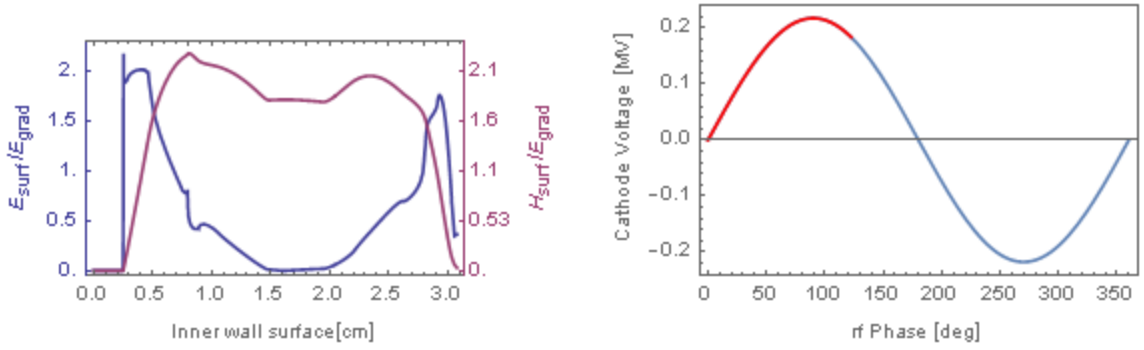 2.
1.5
1.
0.5
0.
E_surf/E_grad
2.1
1.6
1.1
0.53
0.
H_surf/E_grad
0.0 0.5 1.0 1.5 2.0 2.5 3.0
Inner wall surface[cm]
0.2
0.1
0.0
−0.1
−0.2
Cathode Voltage [MV]
0 50 100 150 200 250 300 350
rf Phase [deg]